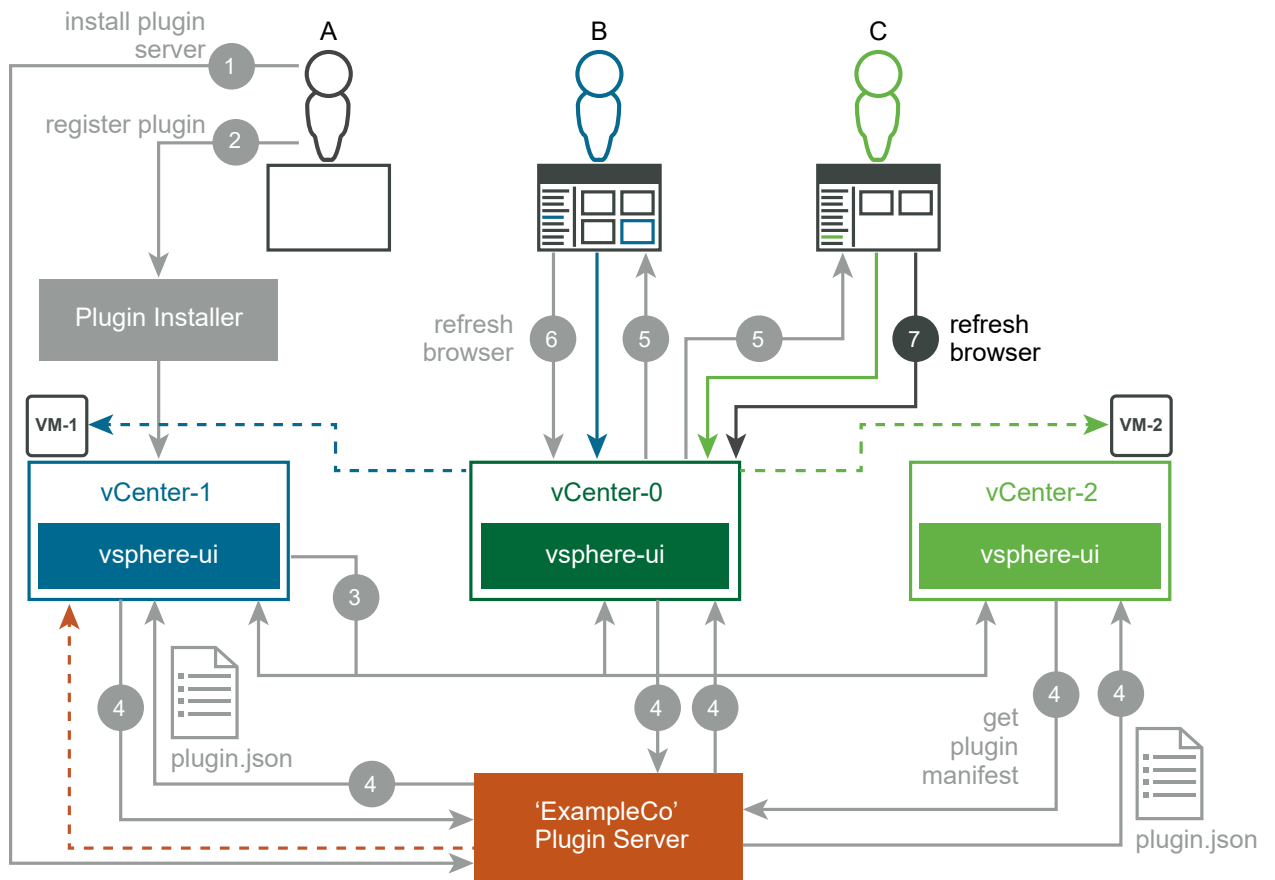 install plugin
server
A
B
C
1
register plugin
2
Plugin Installer
refresh
browser
6
5
5
7
refresh
browser
VM-1
VM-2
vCenter-1
vCenter-0
vCenter-2
vsphere-ui
vsphere-ui
vsphere-ui
3
4
4
4
4
4
get
plugin
manifest
plugin.json
4
‘ExampleCo’
Plugin Server
plugin.json